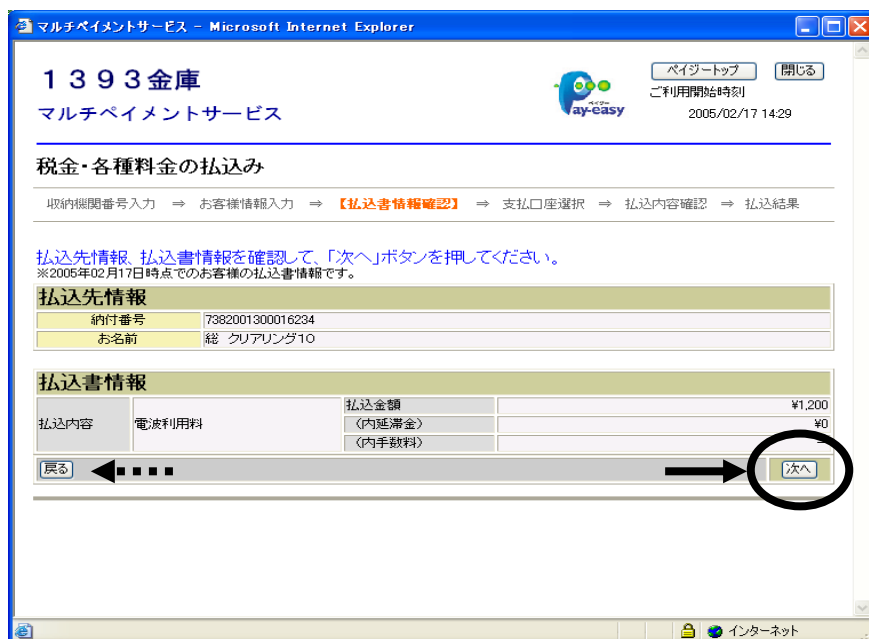 マルチペイメントサービス - Microsoft Internet Explorer
1393金庫
マルチペイメントサービス
ペイジー
Pay-easy
ペイジートップ 閉じる
ご利用開始時刻
2005/02/17 14:29
税金・各種料金の払込み
収納機関番号入力 ⇒ お客様情報入力 ⇒ 【払込書情報確認】 ⇒ 支払口座選択 ⇒ 払込内容確認 ⇒ 払込結果
払込先情報、払込書情報を確認して、「次へ」ボタンを押してください。
※2005年02月17日時点でのお客様の払込書情報です。
払込先情報
納付番号 7382001300016234
お名前 総 クリアリング10
払込書情報
払込内容 電波利用料 払込金額 ¥1,200
(内延滞金) ¥0
(内手数料)
戻る 次へ
インターネット